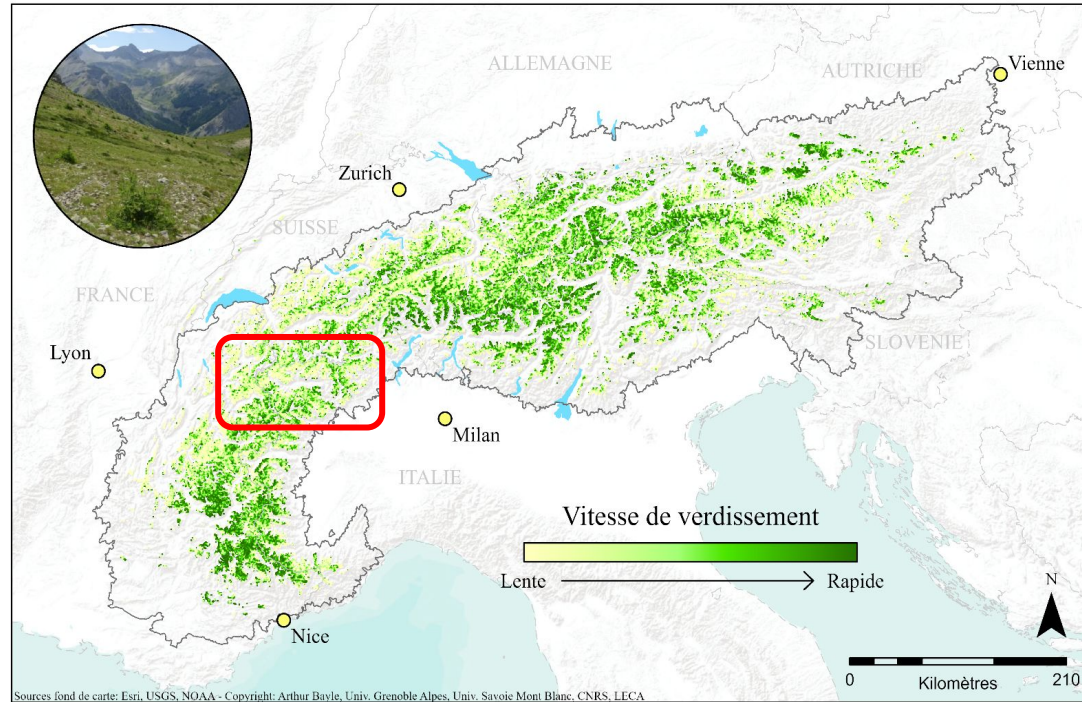 ALLEMAGNE
AUTRICHE
Vienne
Zurich
SUISSE
FRANCE
Lyon
SLOVENIE
Milan
ITALIE
Vitesse de verdissement
Lente
Rapide
Nice
N
Kilomètres
0
210
Sources fond de carte: Esri, USGS, NOAA - Copyright: Arthur Bayle, Univ. Grenoble Alpes, Univ. Savoie Mont Blanc, CNRS, LECA